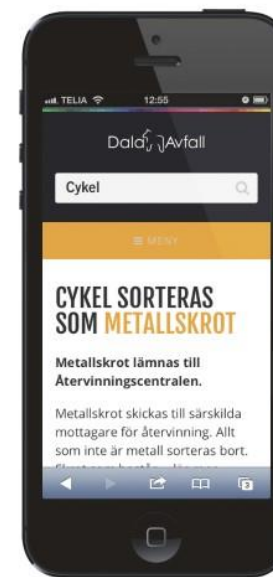 TELIA 12:55
Dala Avfall
Cykel
MENY
CYKEL SORTERAS
SOM METALLSKROT
Metallskrot lämnas till
Återvinningscentralen.
Metallskrot skickas till särskilda
mottagare för återvinning. Allt
som inte är metall sorteras bort.
3